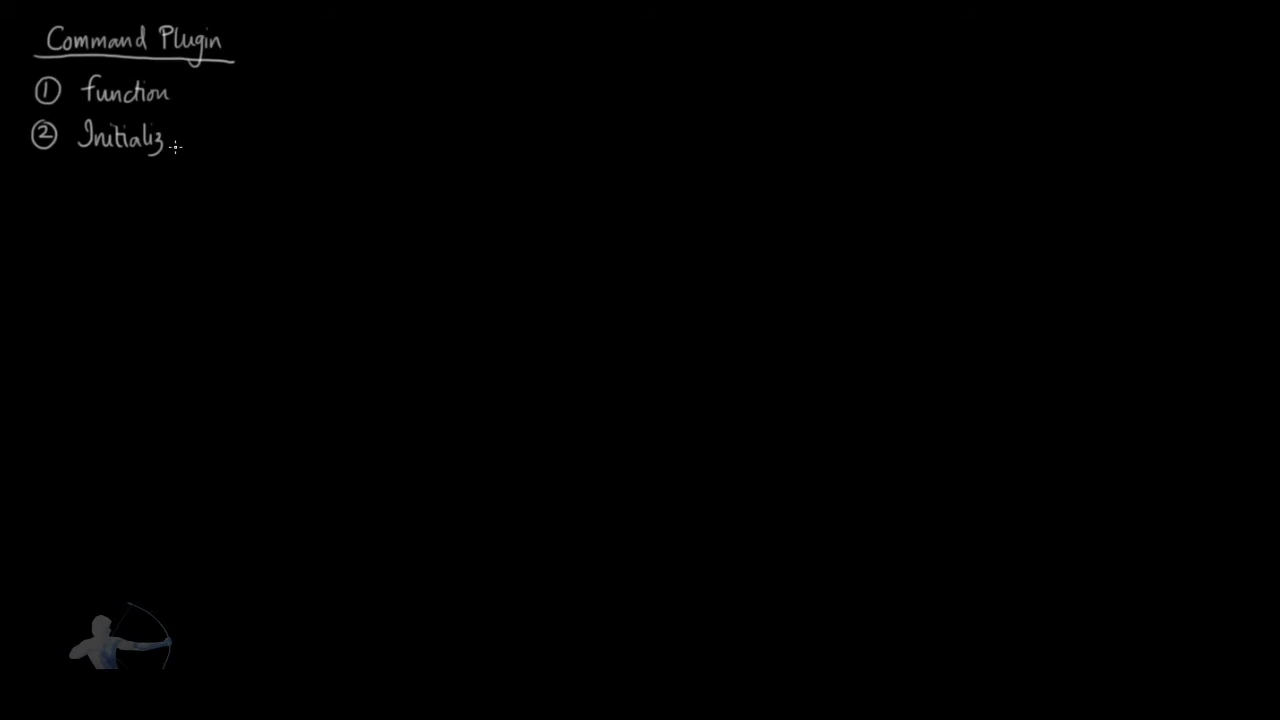 Command Plugin
① function
② Initializ